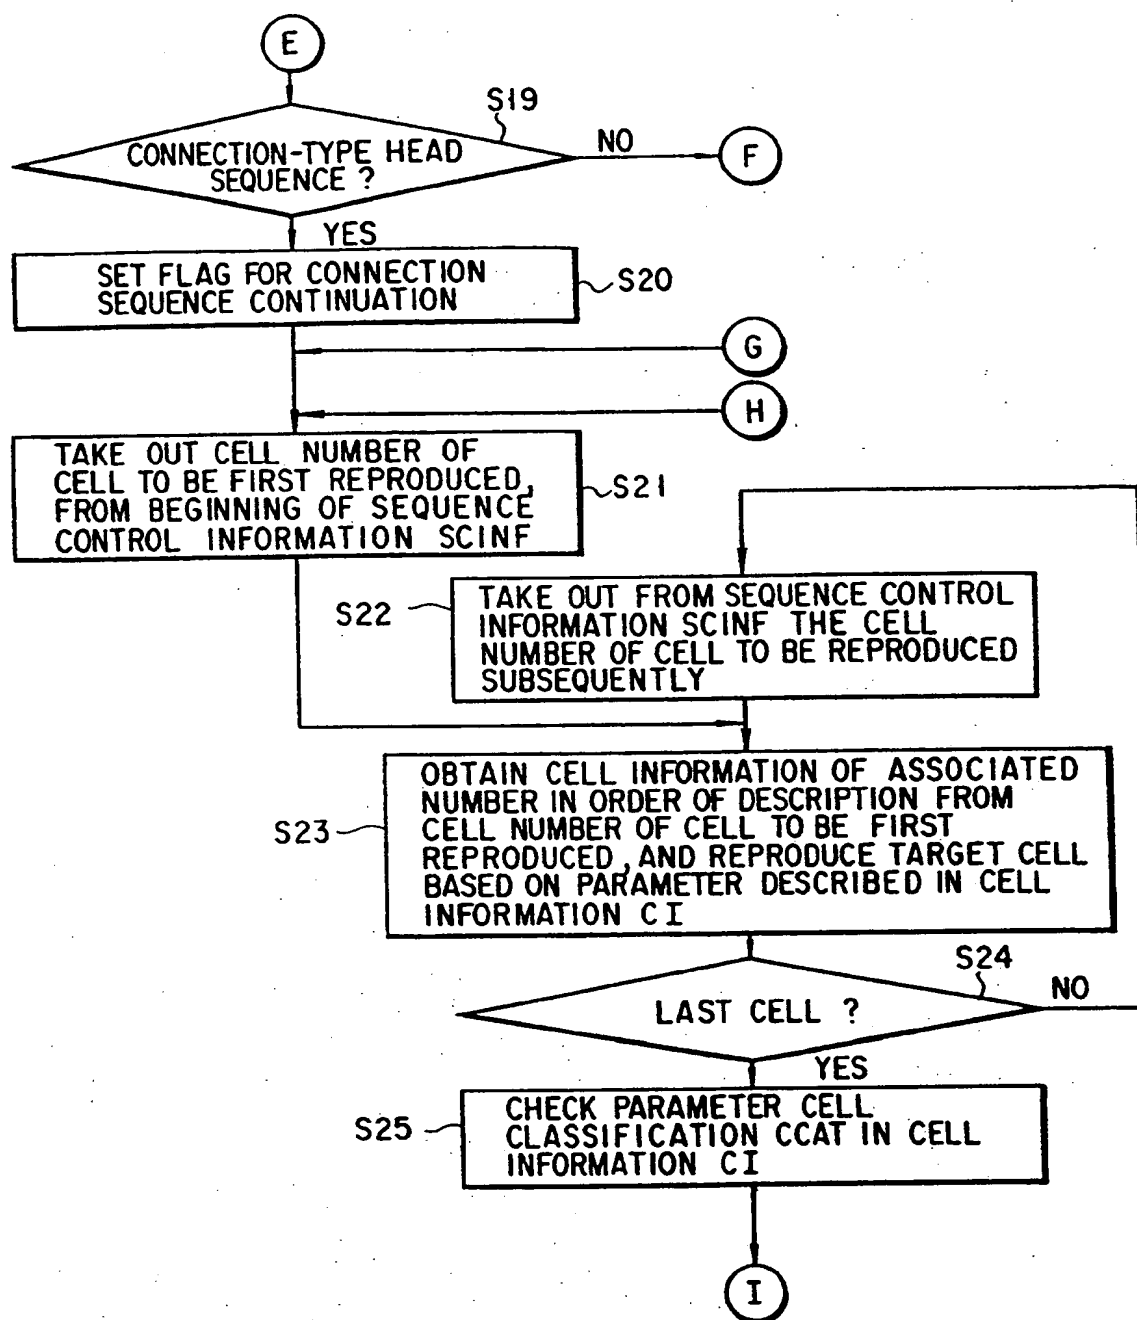 E
S19
CONNECTION-TYPE HEAD
SEQUENCE ?
NO
F
YES
SET FLAG FOR CONNECTION
SEQUENCE CONTINUATION
S20
G
H
TAKE OUT CELL NUMBER OF
CELL TO BE FIRST REPRODUCED,
FROM BEGINNING OF SEQUENCE
CONTROL INFORMATION SCINF
S21
S22
TAKE OUT FROM SEQUENCE CONTROL
INFORMATION SCINF THE CELL
NUMBER OF CELL TO BE REPRODUCED
SUBSEQUENTLY
S23
OBTAIN CELL INFORMATION OF ASSOCIATED
NUMBER IN ORDER OF DESCRIPTION FROM
CELL NUMBER OF CELL TO BE FIRST
REPRODUCED, AND REPRODUCE TARGET CELL
BASED ON PARAMETER DESCRIBED IN CELL
INFORMATION CI
S24
LAST CELL ?
NO
YES
S25
CHECK PARAMETER CELL
CLASSIFICATION CCAT IN CELL
INFORMATION CI
I